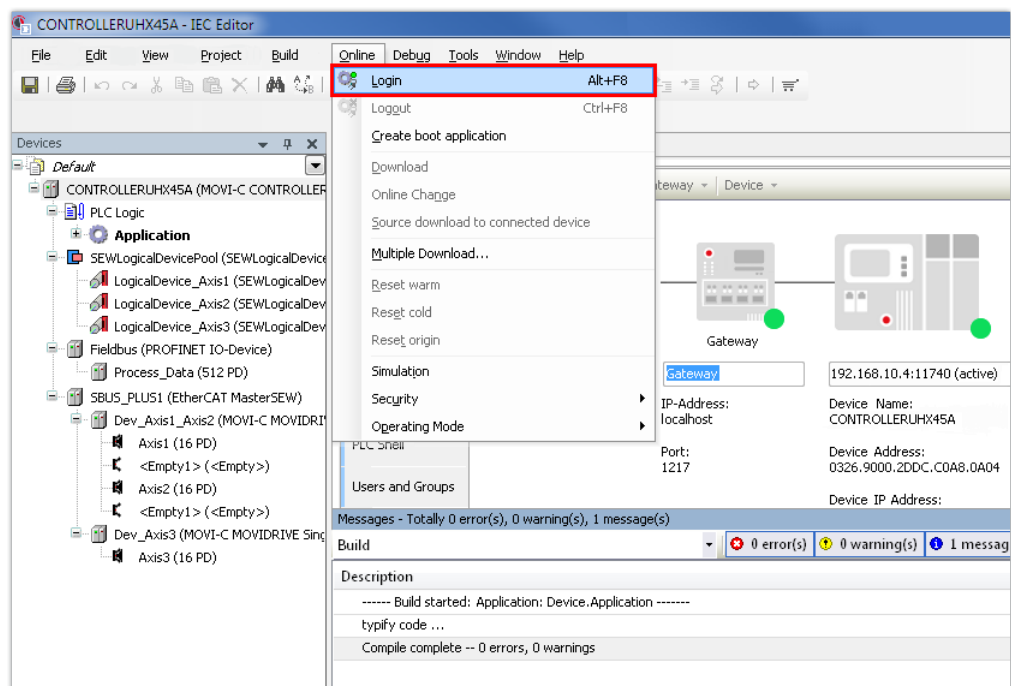 CONTROLLERUHX45A - IEC Editor
File Edit View Project Build Online Debug Tools Window Help
Login Alt+F8
Logout Ctrl+F8
Create boot application
Download
Online Change
Source download to connected device
Multiple Download...
Reset warm
Reset cold
Reset origin
Simulation
Security
Operating Mode
Devices
Default
CONTROLLERUHX45A (MOVI-C CONTROLLER
PLC Logic
Application
SEWLogicalDevicePool (SEWLogicalDevice
LogicalDevice_Axis1 (SEWLogicalDev
LogicalDevice_Axis2 (SEWLogicalDev
LogicalDevice_Axis3 (SEWLogicalDev
Fieldbus (PROFINET IO-Device)
Process_Data (512 PD)
SBUS_PLUS1 (EtherCAT MasterSEW)
Dev_Axis1_Axis2 (MOVI-C MOVIDRI
Axis1 (16 PD)
<Empty1> (<Empty>)
Axis2 (16 PD)
<Empty1> (<Empty>)
Dev_Axis3 (MOVI-C MOVIDRIVE Sing
Axis3 (16 PD)
teway Device
Gateway
Gateway
IP-Address:
localhost
Port:
1217
192.168.10.4:11740 (active)
Device Name:
CONTROLLERUHX45A
Device Address:
0326.9000.2DDC.C0A8.0A04
Device IP Address:
PLC Shell
Users and Groups
Messages - Totally 0 error(s), 0 warning(s), 1 message(s)
Build 0 error(s) 0 warning(s) 1 messag
Description
------ Build started: Application: Device.Application -------
typify code ...
Compile complete -- 0 errors, 0 warnings